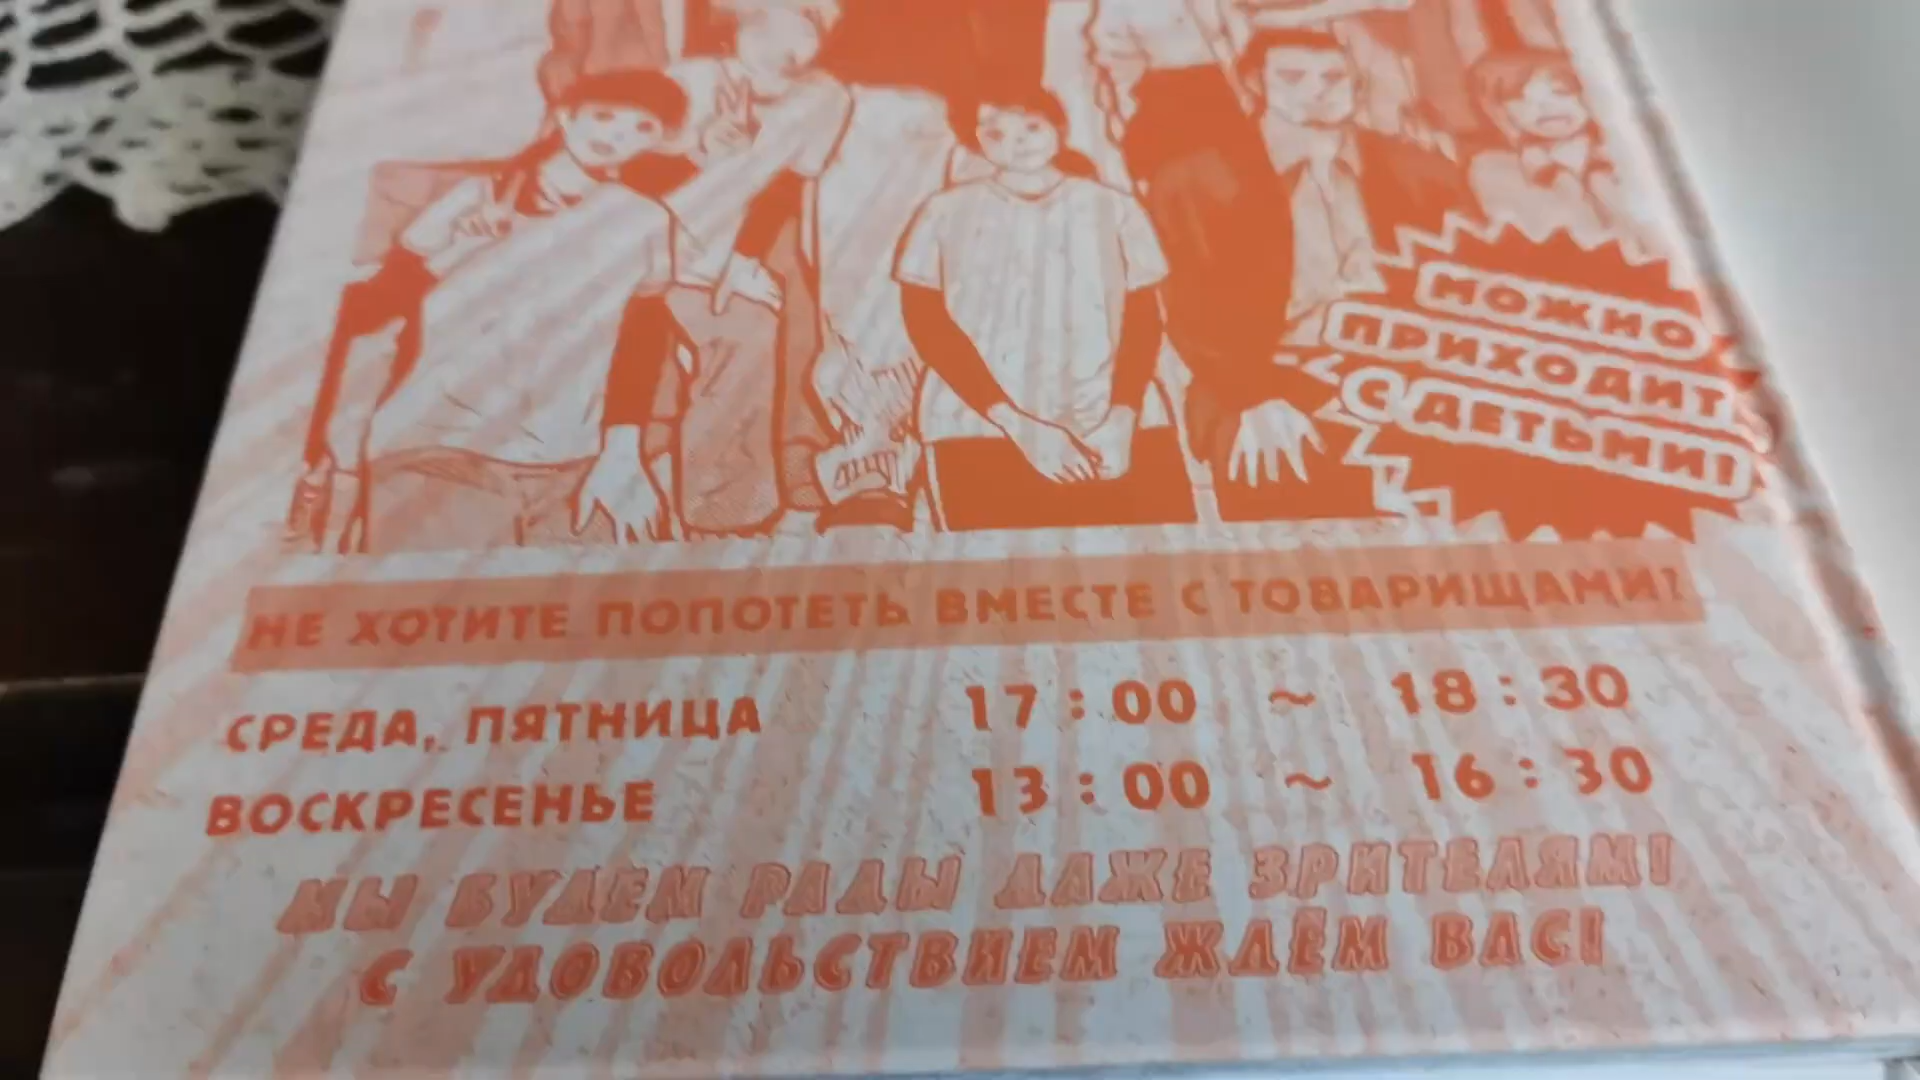 МОЖНО
ПРИХОДИТ
С ДЕТЬМИ!
НЕ ХОТИТЕ ПОПОТЕТЬ ВМЕСТЕ С ТОВАРИЩАМИ?
СРЕДА, ПЯТНИЦА 17:00 ~ 18:30
ВОСКРЕСЕНЬЕ 13:00 ~ 16:30
МЫ БУДЕМ РАДЫ ДАЖЕ ЗРИТЕЛЯМ!
С УДОВОЛЬСТВИЕМ ЖДЁМ ВАС!